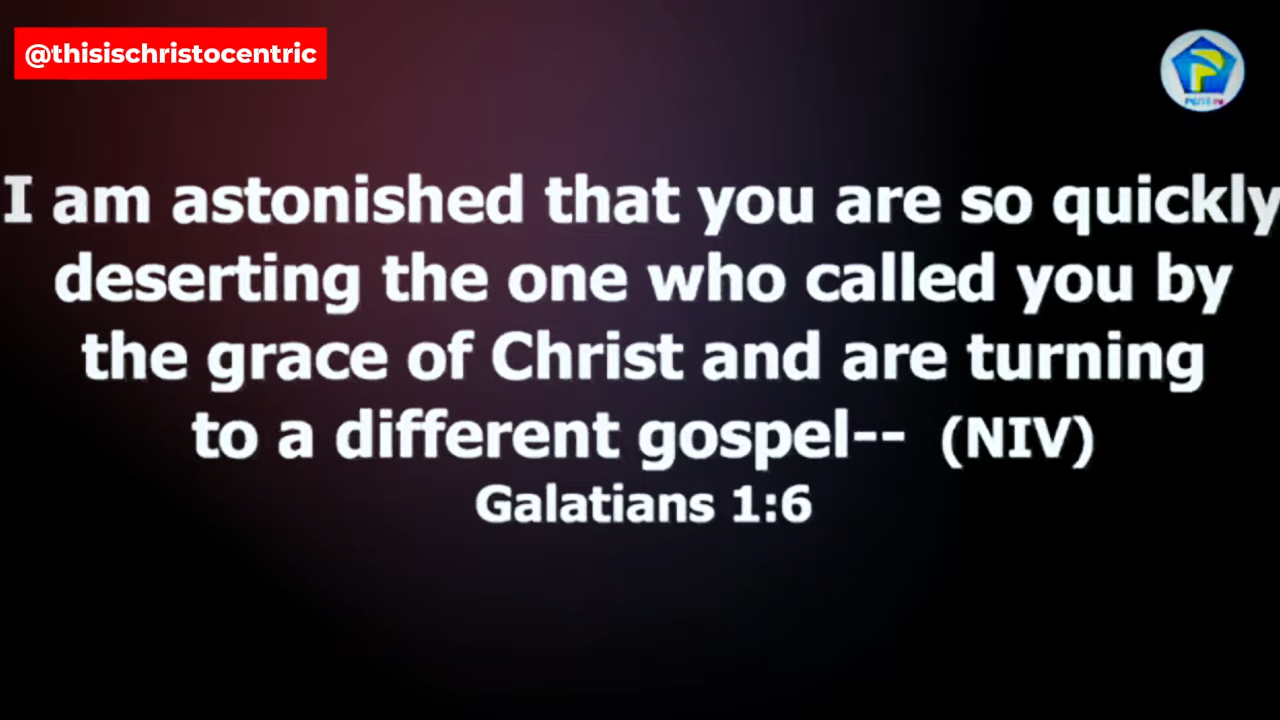 @thisischristocentric
I am astonished that you are so quickly
deserting the one who called you by
the grace of Christ and are turning
to a different gospel-- (NIV)
Galatians 1:6